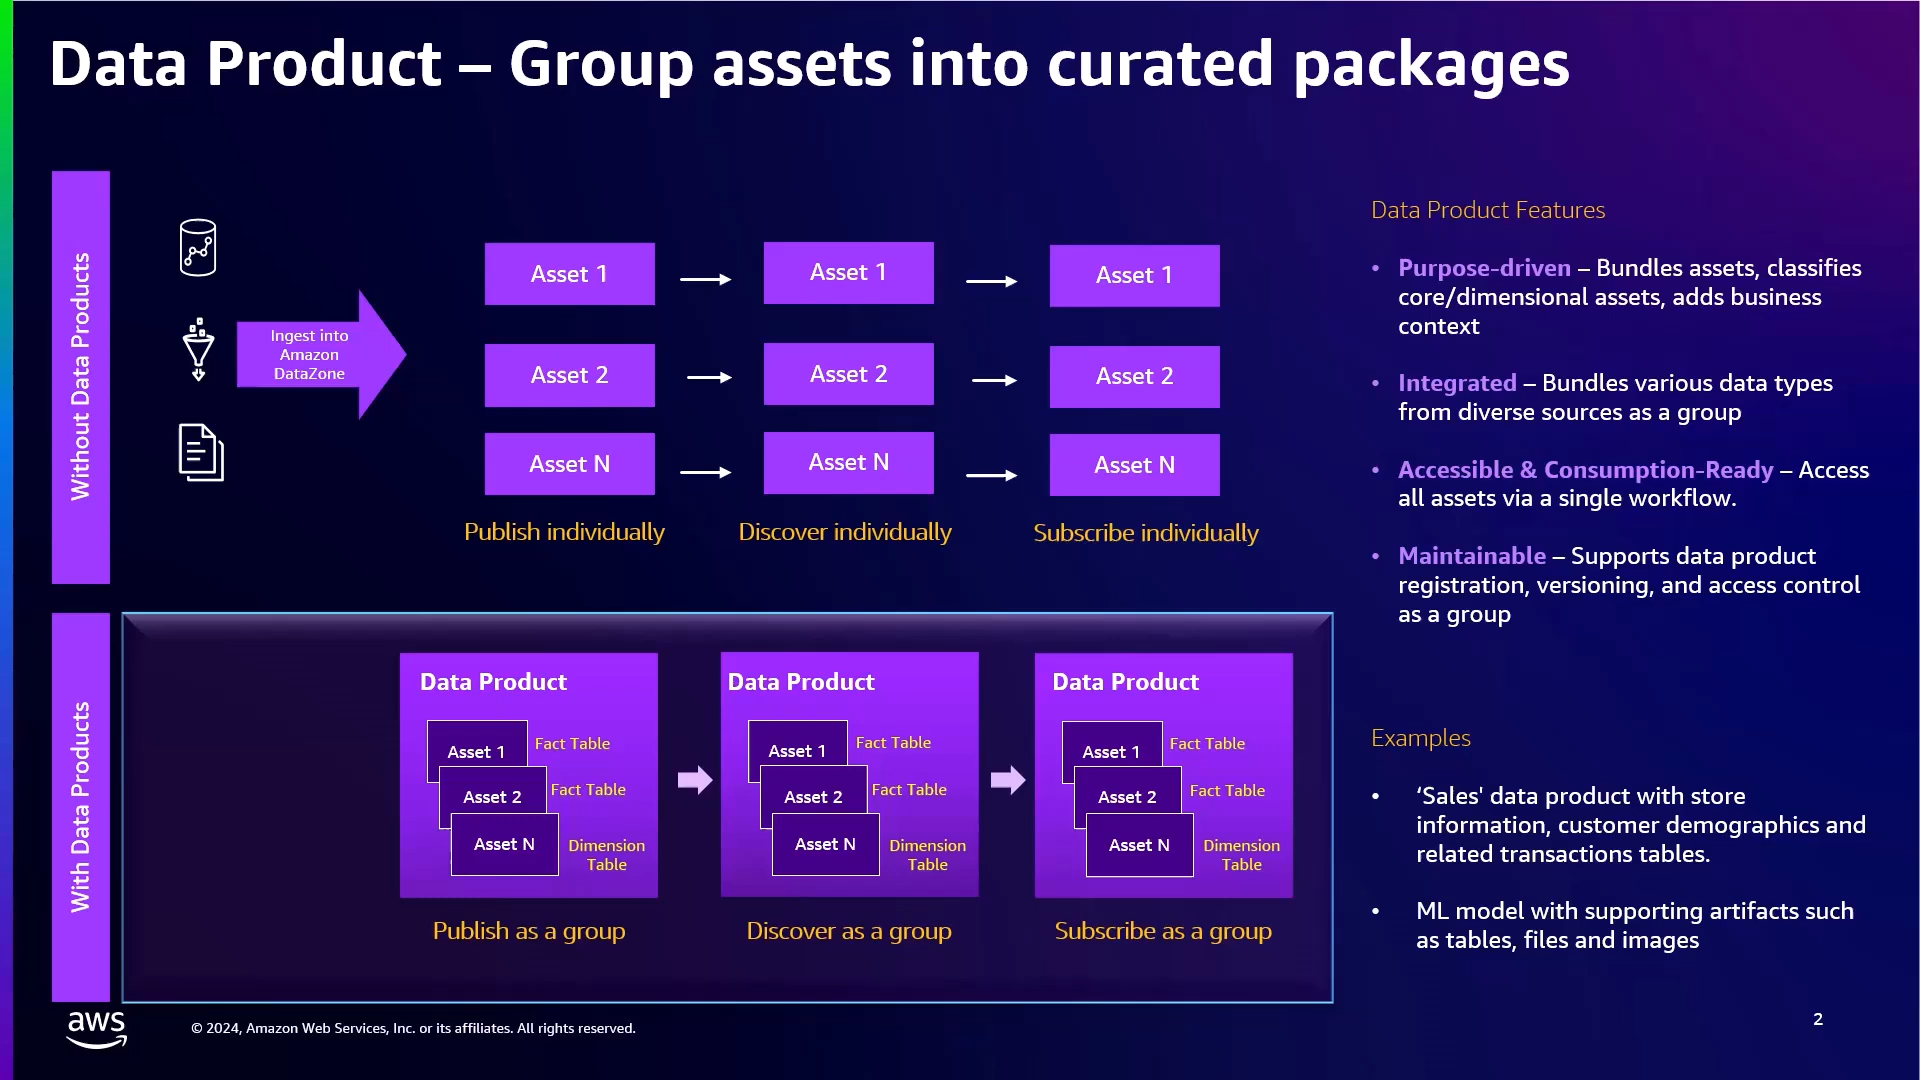 Data Product – Group assets into curated packages
Without Data Products
Ingest into
Amazon
DataZone
Asset 1
Asset 1
Asset 1
Asset 2
Asset 2
Asset 2
Asset N
Asset N
Asset N
Publish individually
Discover individually
Subscribe individually
With Data Products
Data Product
Asset 1
Fact Table
Asset 2
Fact Table
Asset N
Dimension
Table
Publish as a group
Data Product
Asset 1
Fact Table
Asset 2
Fact Table
Asset N
Dimension
Table
Discover as a group
Data Product
Asset 1
Fact Table
Asset 2
Fact Table
Asset N
Dimension
Table
Subscribe as a group
Data Product Features
• Purpose-driven – Bundles assets, classifies
core/dimensional assets, adds business
context
• Integrated – Bundles various data types
from diverse sources as a group
• Accessible & Consumption-Ready – Access
all assets via a single workflow.
• Maintainable – Supports data product
registration, versioning, and access control
as a group
Examples
• ‘Sales' data product with store
information, customer demographics and
related transactions tables.
• ML model with supporting artifacts such
as tables, files and images
aws
© 2024, Amazon Web Services, Inc. or its affiliates. All rights reserved.
2